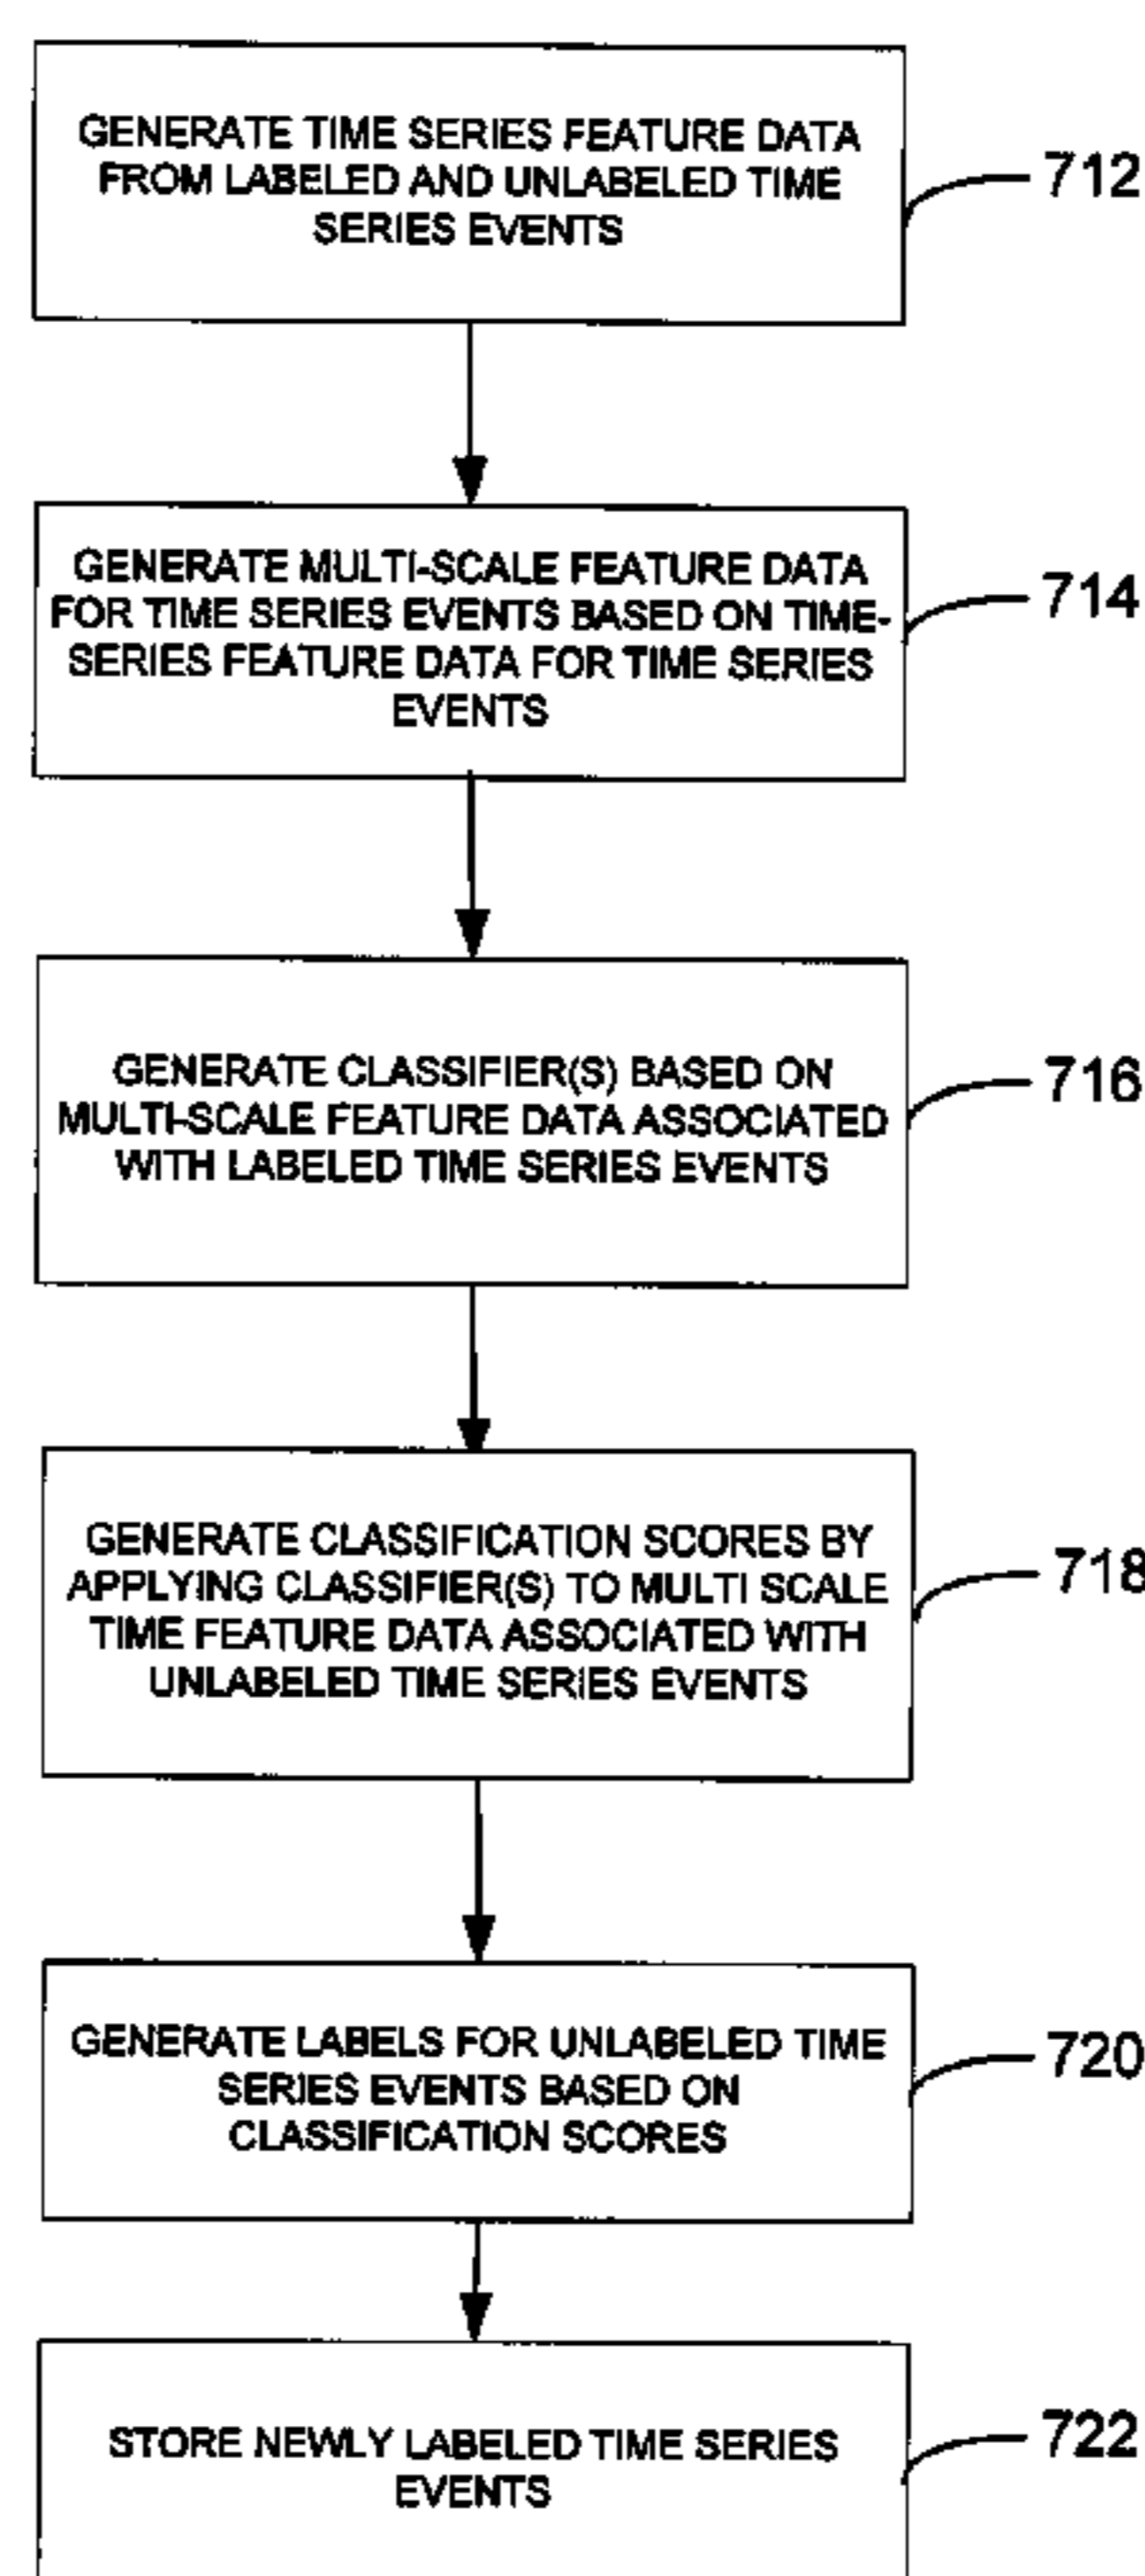 GENERATE TIME SERIES FEATURE DATA
FROM LABELED AND UNLABELED TIME
SERIES EVENTS
712
GENERATE MULTI-SCALE FEATURE DATA
FOR TIME SERIES EVENTS BASED ON TIME-
SERIES FEATURE DATA FOR TIME SERIES
EVENTS
714
GENERATE CLASSIFIER(S) BASED ON
MULTI-SCALE FEATURE DATA ASSOCIATED
WITH LABELED TIME SERIES EVENTS
716
GENERATE CLASSIFICATION SCORES BY
APPLYING CLASSIFIER(S) TO MULTI SCALE
TIME FEATURE DATA ASSOCIATED WITH
UNLABELED TIME SERIES EVENTS
718
GENERATE LABELS FOR UNLABELED TIME
SERIES EVENTS BASED ON
CLASSIFICATION SCORES
720
STORE NEWLY LABELED TIME SERIES
EVENTS
722